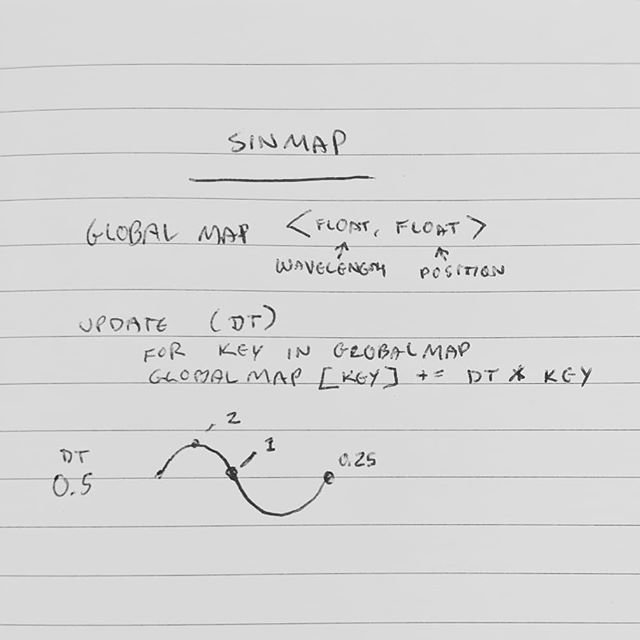 SINMAP
GLOBAL MAP <FLOAT, FLOAT>
WAVELENGTH POSITION
UPDATE (DT)
FOR KEY IN GLOBALMAP
GLOBALMAP [KEY] += DT * KEY
2
1
DT 0.25
0.5